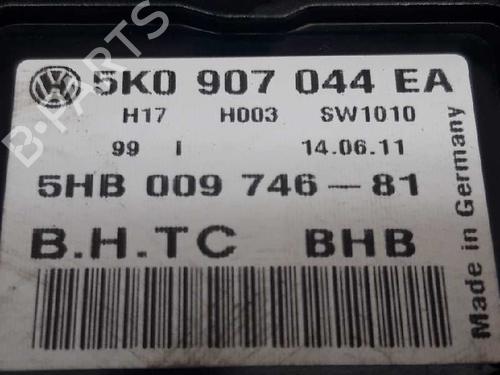 5K0 907 044 EA
H17 H003 SW1010
99 I 14.06.11
5HB 009 746-81
B.H.TC BHB
Made in Germany
B-PARTS